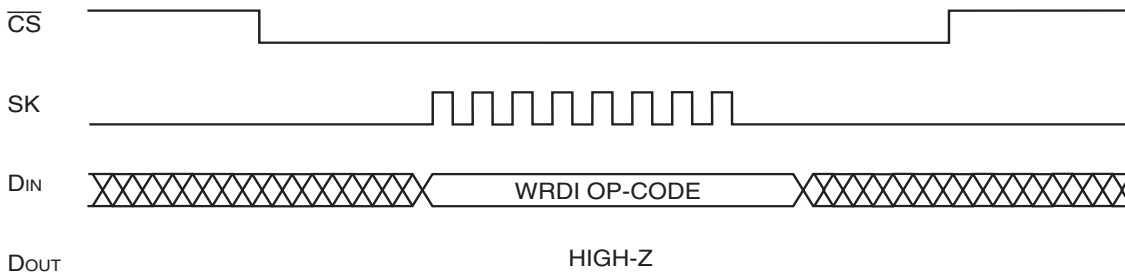 CS
SK
DIN
WRDI OP-CODE
DOUT
HIGH-Z